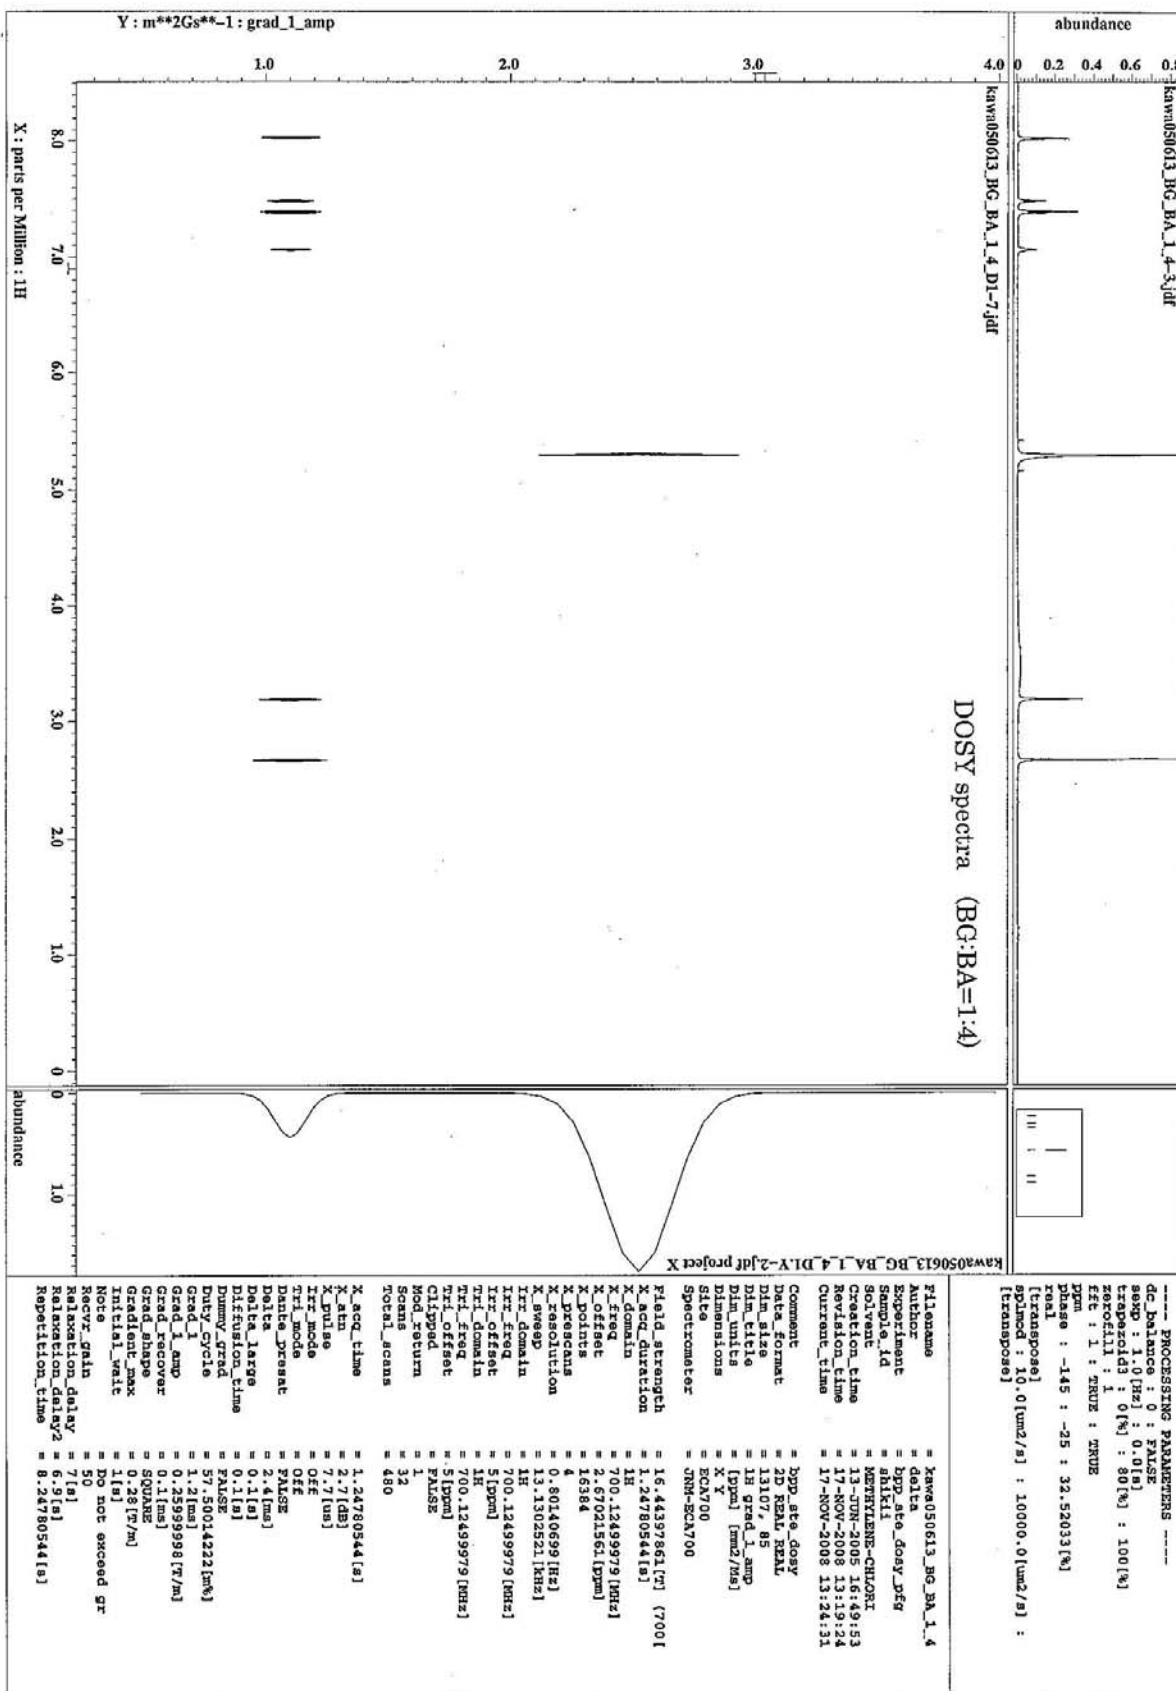 ---- PROCESSING PARAMETERS ----
dc_balance : 0 : FALSE
sexp : 1.0[Hz] : 0.0[s]
trapezoid3 : 0[%] : 80[%] : 100[%]
zerofill : 1
fft : 1 : TRUE : TRUE
ppm
phase : -145 : -25 : 32.52033[%]
real
[transpose]
splmod : 10.0[um2/s] : 10000.0[um2/s] :
[transpose]
Filename = kawa050613_BG_BA_1_4
Author = delta
Experiment = bpp_ste_dosy_pfg
Sample_id = shiki
Solvent = METHYLENE-CHLORI
Creation_time = 13-JUN-2005 16:49:53
Revision_time = 17-NOV-2008 13:19:24
Current_time = 17-NOV-2008 13:24:31
Comment = bpp_ste_dosy
Data_format = 2D REAL REAL
Dim_size = 13107, 85
Dim_title = 1H grad_1_amp
Dim_units = [ppm] [mm2/Ms]
Dimensions = X Y
Site = ECA700
Spectrometer = JNM-ECA700
Field_strength = 16.44397861[T] (700[
X_acq_duration = 1.24780544[s]
X_domain = 1H
X_freq = 700.12499979[MHz]
X_offset = 2.67021561[ppm]
X_points = 16384
X_prescans = 4
X_resolution = 0.80140699[Hz]
X_sweep = 13.1302521[kHz]
Irr_domain = 1H
Irr_freq = 700.12499979[MHz]
Irr_offset = 5[ppm]
Tri_domain = 1H
Tri_freq = 700.12499979[MHz]
Tri_offset = 5[ppm]
Clipped = FALSE
Mod_return = 1
Scans = 32
Total_scans = 480
X_acq_time = 1.24780544[s]
X_atn = 2.7[dB]
X_pulse = 7.7[us]
Irr_mode = Off
Tri_mode = Off
Dante_presat = FALSE
Delta = 2.4[ms]
Delta_large = 0.1[s]
Diffusion_time = 0.1[s]
Dummy_grad = FALSE
Duty_cycle = 57.50014222[m%]
Grad_1 = 1.2[ms]
Grad_1_amp = 0.25999998[T/m]
Grad_recover = 0.1[ms]
Grad_shape = SQUARE
Gradient_max = 0.28[T/m]
Initial_wait = 1[s]
Note = Do not exceed gr
Recvr_gain = 50
Relaxation_delay = 7[s]
Relaxation_delay2 = 6.9[s]
Repetition_time = 8.24780544[s]
kawa050613_BG_BA_1_4-3.jdf
abundance
0 0.2 0.4 0.6 0.8
kawa050613_BG_BA_1_4_D1-7.jdf
DOSY spectra (BG:BA=1:4)
Y : m**2Gs**-1 : grad_1_amp
1.0 2.0 3.0 4.0
8.0 7.0 6.0 5.0 4.0 3.0 2.0 1.0 0
X : parts per Million : 1H
kawa050613_BG_BA_1_4_D1.Y-2.jdf project X
0 1.0
abundance